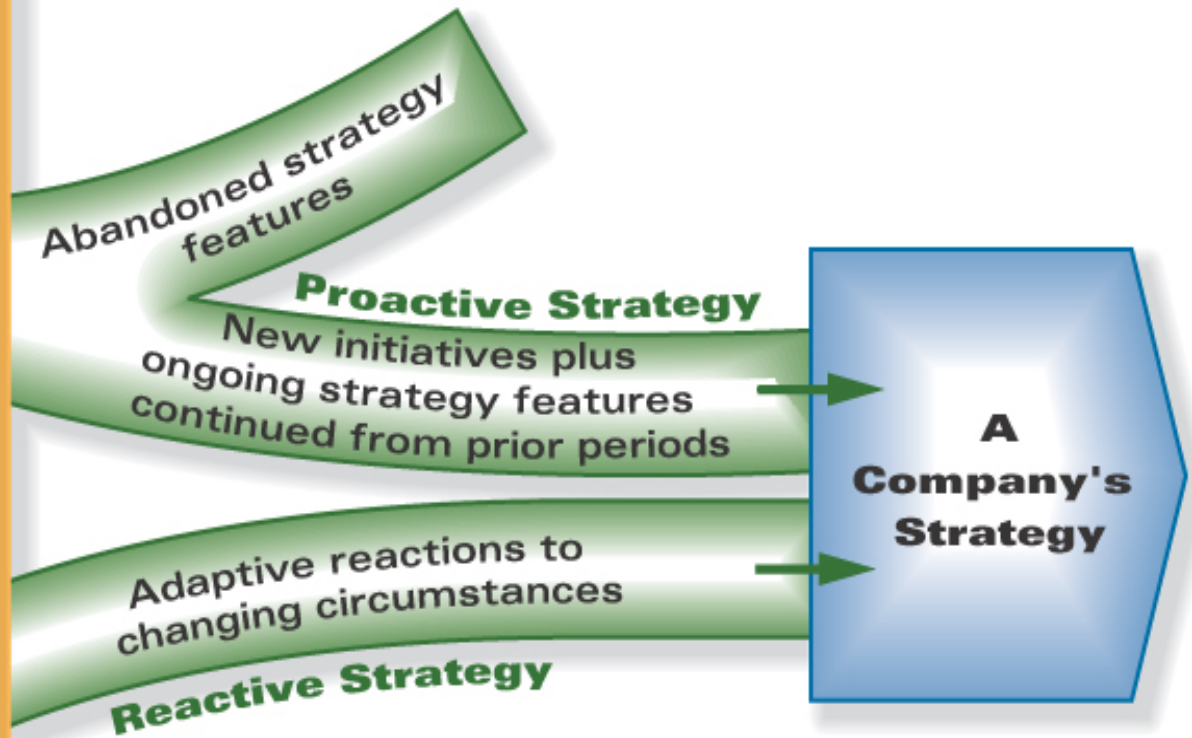 Abandoned strategy
features
Proactive Strategy
New initiatives plus
ongoing strategy features
continued from prior periods
Adaptive reactions to
changing circumstances
Reactive Strategy
A
Company's
Strategy